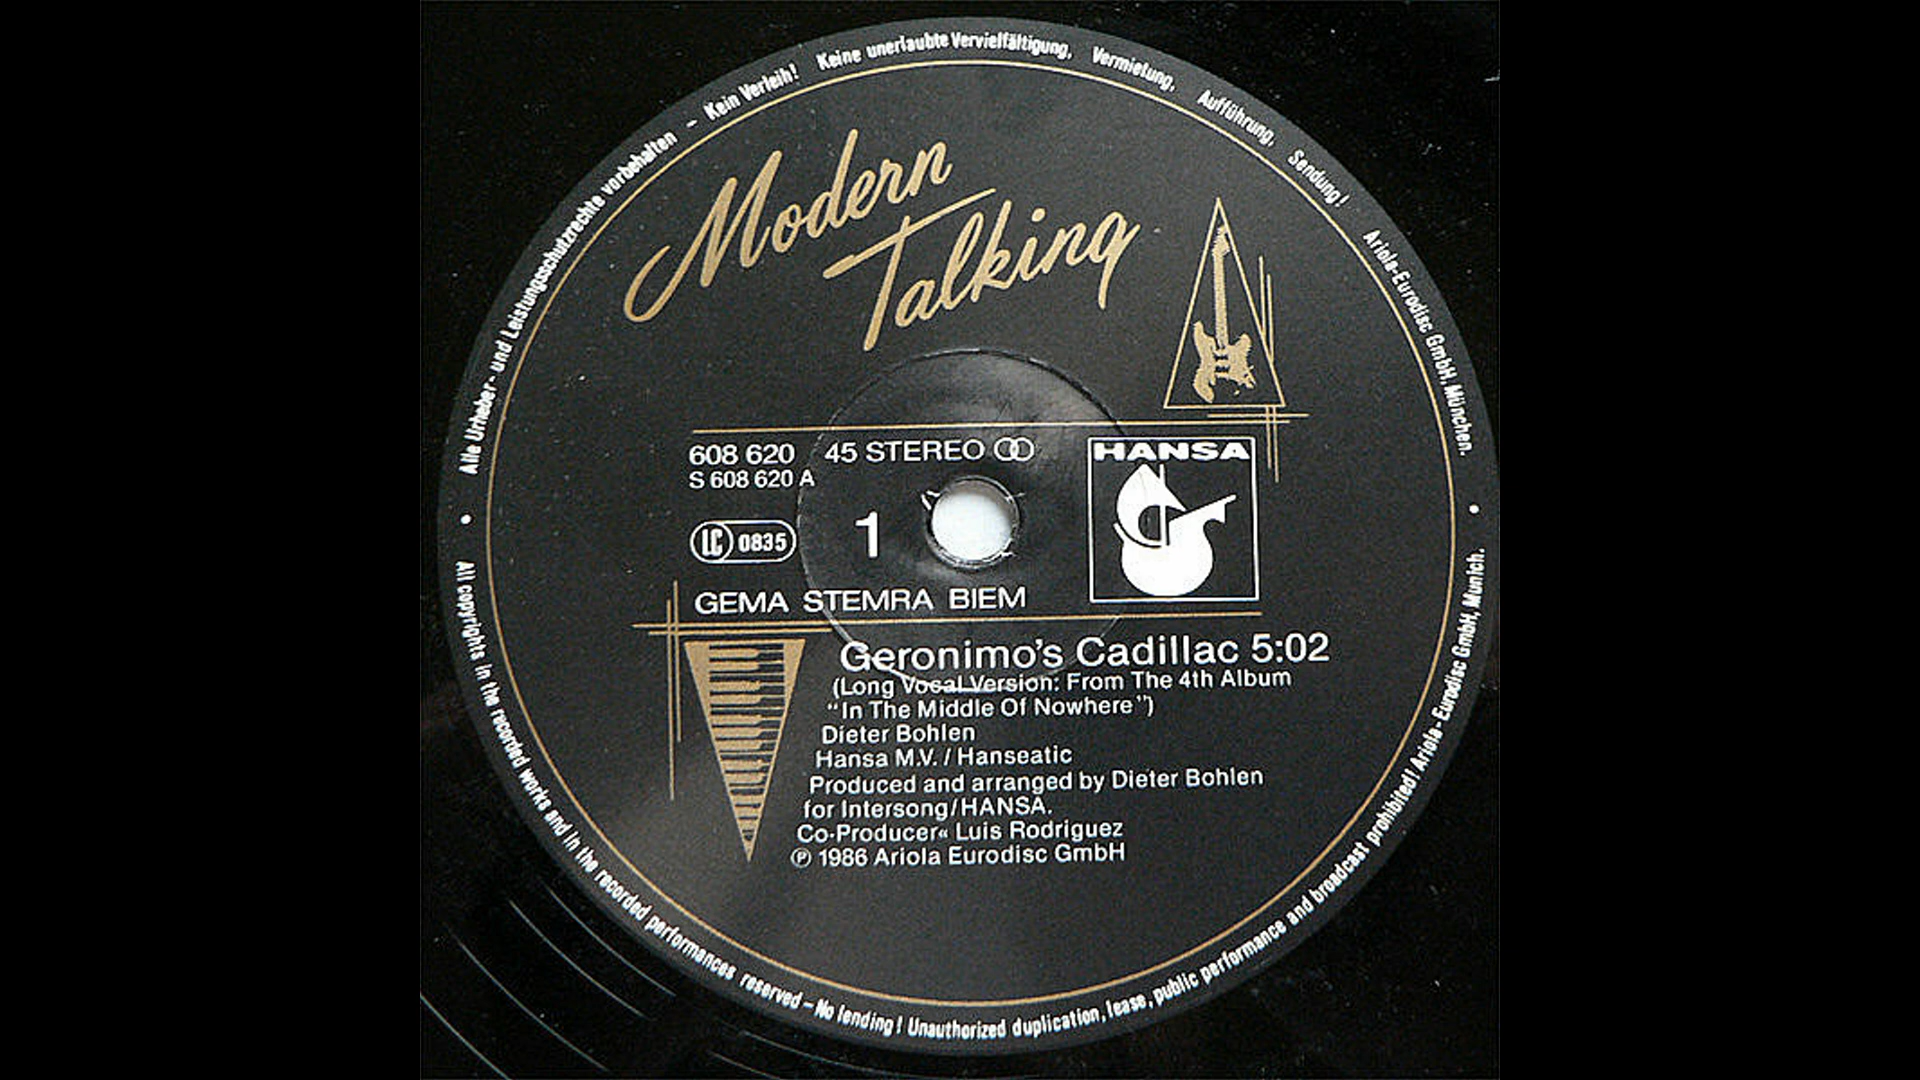 Alle Urheber- und Leistungsschutzrechte vorbehalten - Kein Verleih! Keine unerlaubte Vervielfältigung, Vermietung, Aufführung, Sendung! Ariola-Eurodisc GmbH, München.
Modern
Talking
608 620 45 STEREO
S 608 620 A
HANSA
LC 0835
1
GEMA STEMRA BIEM
Geronimo's Cadillac 5:02
(Long Vocal Version: From The 4th Album
"In The Middle Of Nowhere")
Dieter Bohlen
Hansa M.V. / Hanseatic
Produced and arranged by Dieter Bohlen
for Intersong/HANSA.
Co-Producer« Luis Rodriguez
℗ 1986 Ariola Eurodisc GmbH
All copyrights in the recorded works and in the recorded performances reserved - No lending! Unauthorized duplication, lease, public performance and broadcast prohibited! Ariola-Eurodisc GmbH, Munich.